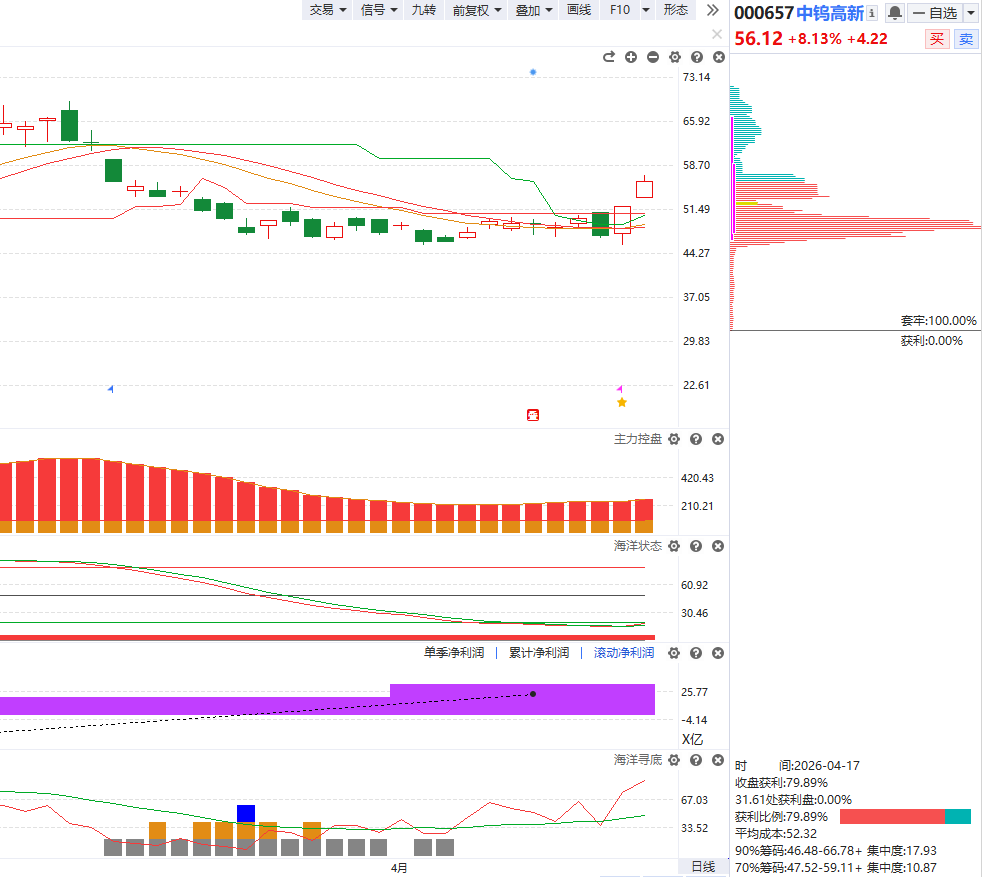 交易 信号 九转 前复权 叠加 画线 F10 形态
000657 中钨高新 自选
56.12 +8.13% +4.22 买 卖
73.14
65.92
58.70
51.49
44.27
37.05
29.83
22.61
套牢:100.00%
获利:0.00%
主力控盘
420.43
210.21
海洋状态
60.92
30.46
单季净利润 | 累计净利润 | 滚动净利润
25.77
-4.14
X亿
海洋寻底
67.03
33.52
4月
日线
时 间:2026-04-17
收盘获利:79.89%
31.61处获利盘:0.00%
获利比例:79.89%
平均成本:52.32
90%筹码:46.48-66.78+ 集中度:17.93
70%筹码:47.52-59.11+ 集中度:10.87